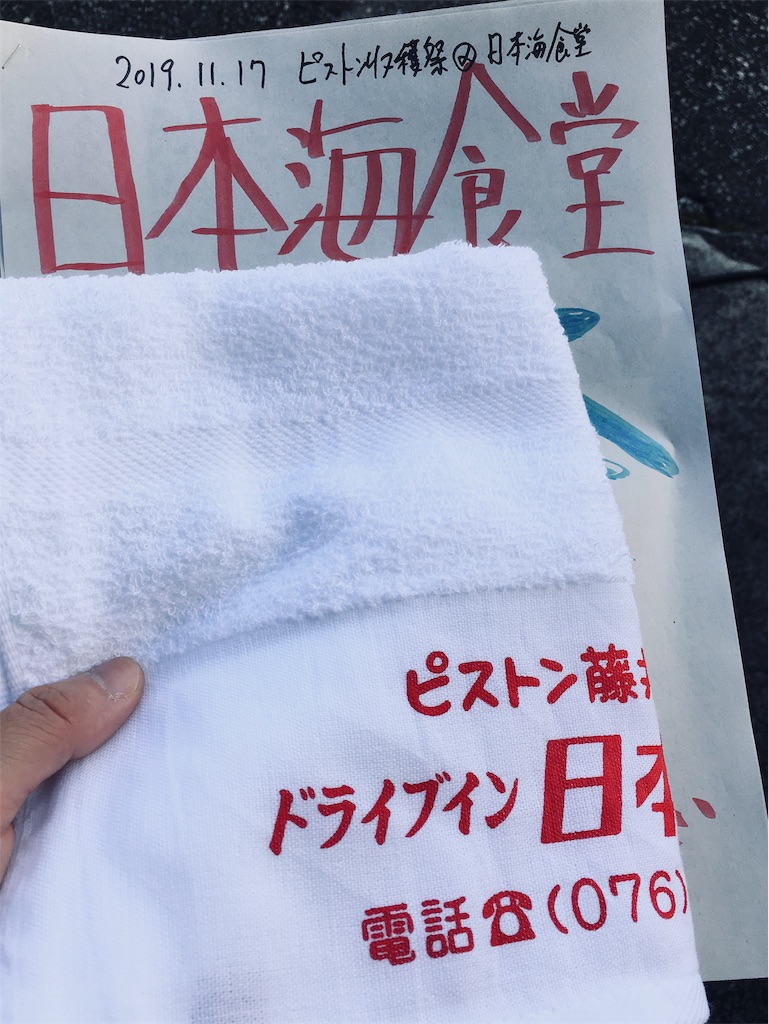 2019.11.17 ピストン収穫祭@日本海食堂
日本海食堂
ピストン藤
ドライブイン 日本
電話☎(076)